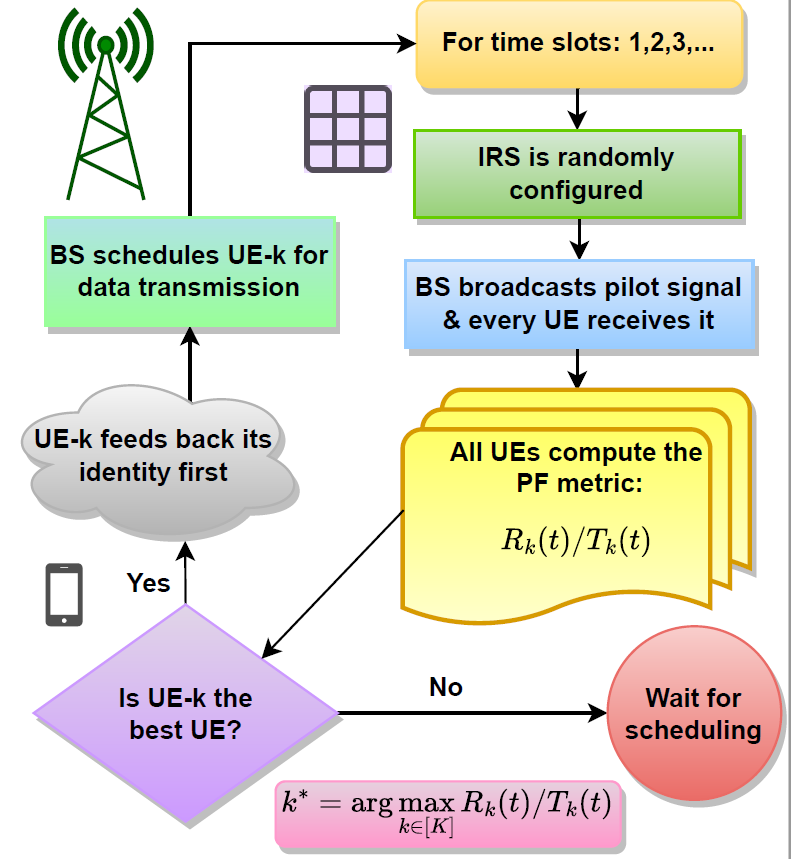 For time slots: 1,2,3,...
IRS is randomly
configured
BS broadcasts pilot signal
& every UE receives it
All UEs compute the
PF metric:
R_k(t)/T_k(t)
Is UE-k the
best UE?
Yes
No
UE-k feeds back its
identity first
BS schedules UE-k for
data transmission
Wait for
scheduling
k* = arg max R_k(t)/T_k(t)
k∈[K]